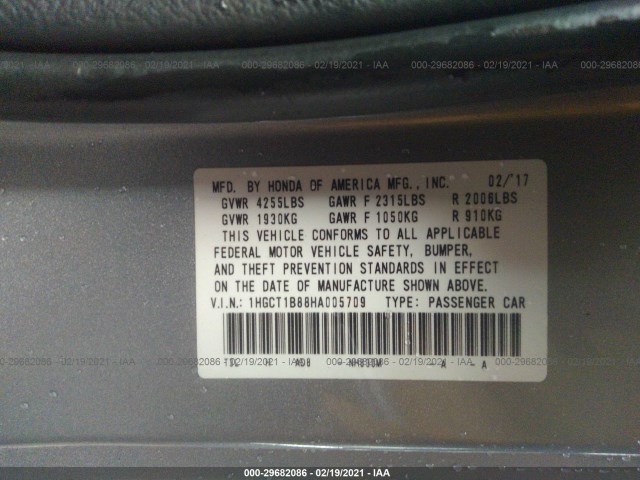 000-29682086 - 02/19/2021 - IAA
MFD. BY HONDA OF AMERICA MFG., INC. 02/'17
GVWR 4255LBS GAWR F 2315LBS R 2006LBS
GVWR 1930KG GAWR F 1050KG R 910KG
THIS VEHICLE CONFORMS TO ALL APPLICABLE
FEDERAL MOTOR VEHICLE SAFETY, BUMPER,
AND THEFT PREVENTION STANDARDS IN EFFECT
ON THE DATE OF MANUFACTURE SHOWN ABOVE.
V.I.N.: 1HGCT1B88HA005709 TYPE: PASSENGER CAR
000-29682086 - 02/19/2021 - IAA
- A - A
000-29682086 - 02/19/2021 - IAA